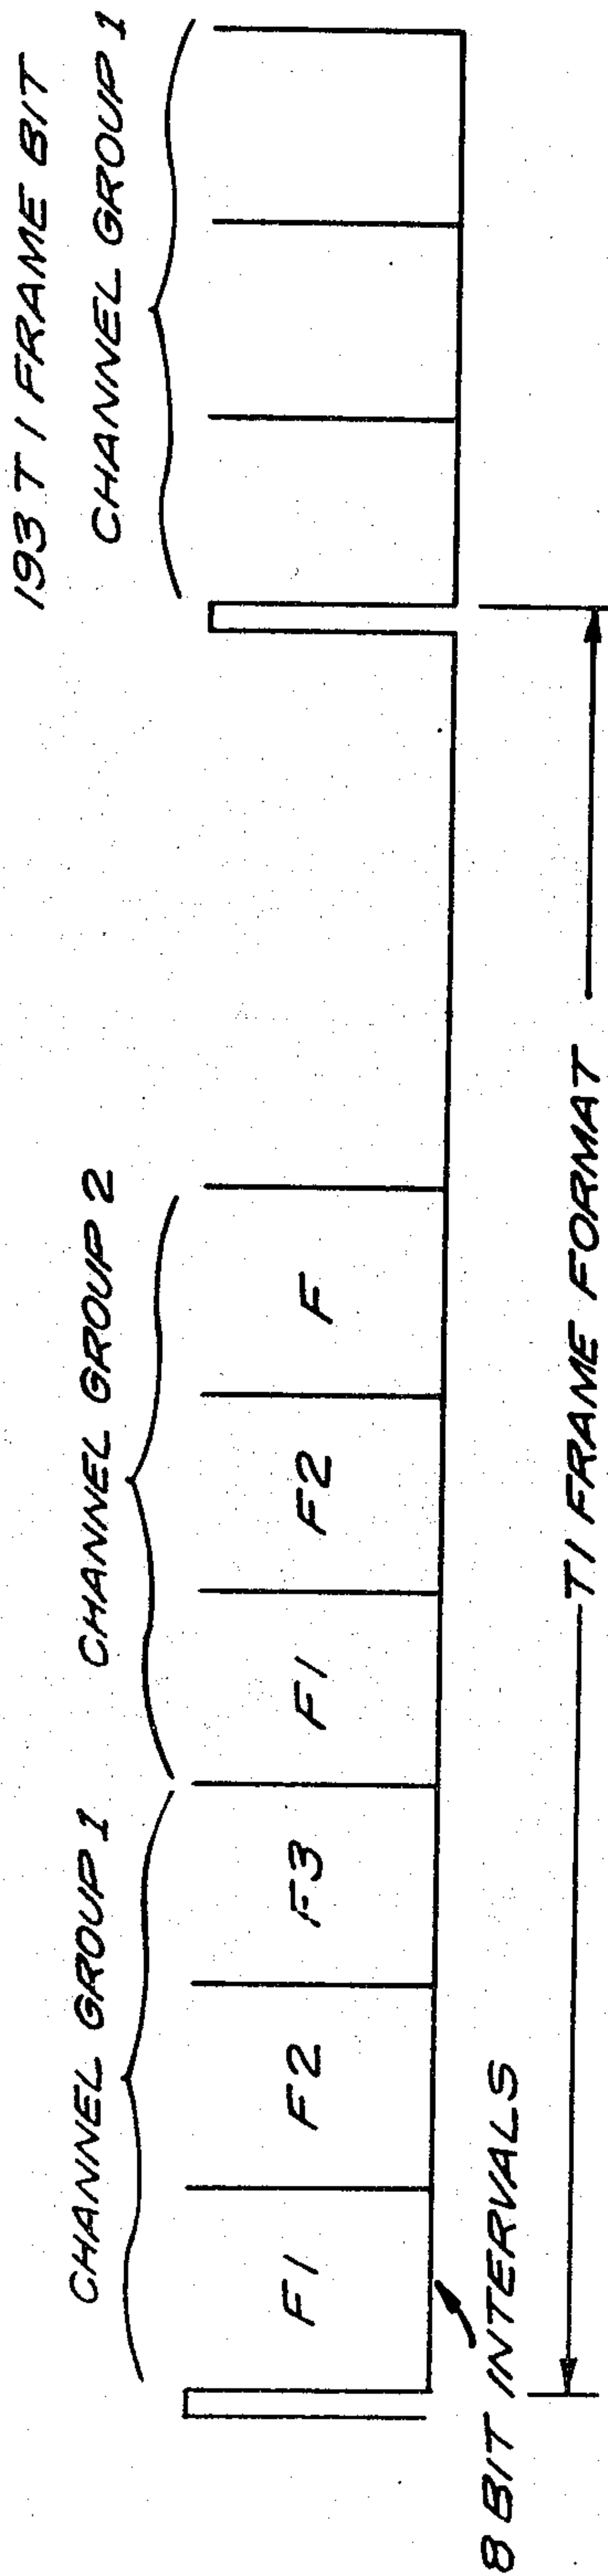 193 T1 FRAME BIT
CHANNEL GROUP 1
CHANNEL GROUP 2
CHANNEL GROUP 1
F1
F2
F3
F1
F2
F
8 BIT INTERVALS
T1 FRAME FORMAT